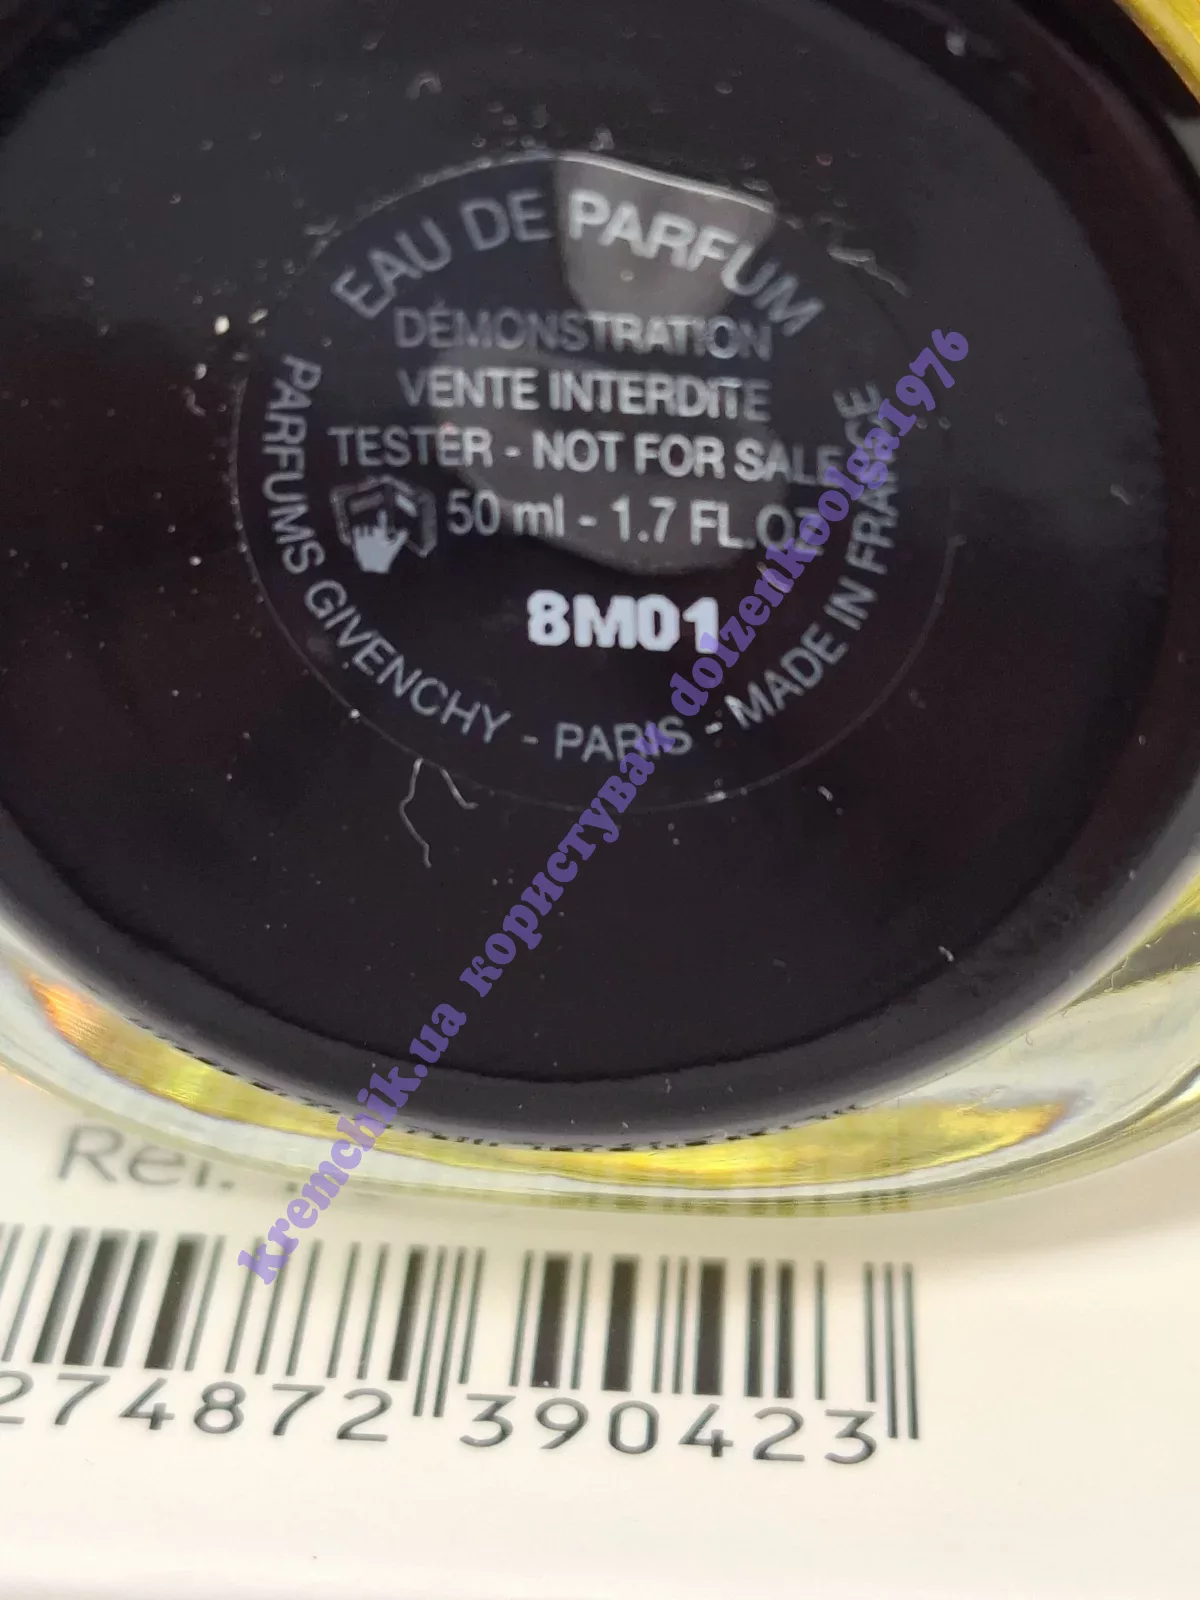 EAU DE PARFUM
DÉMONSTRATION
VENTE INTERDITE
TESTER - NOT FOR SALE
50 ml - 1.7 FL.OZ
8M01
PARFUMS GIVENCHY - PARIS - MADE IN FRANCE
kremchik.ua користувач dolzenkoolga1976
Ref.
274872 390423